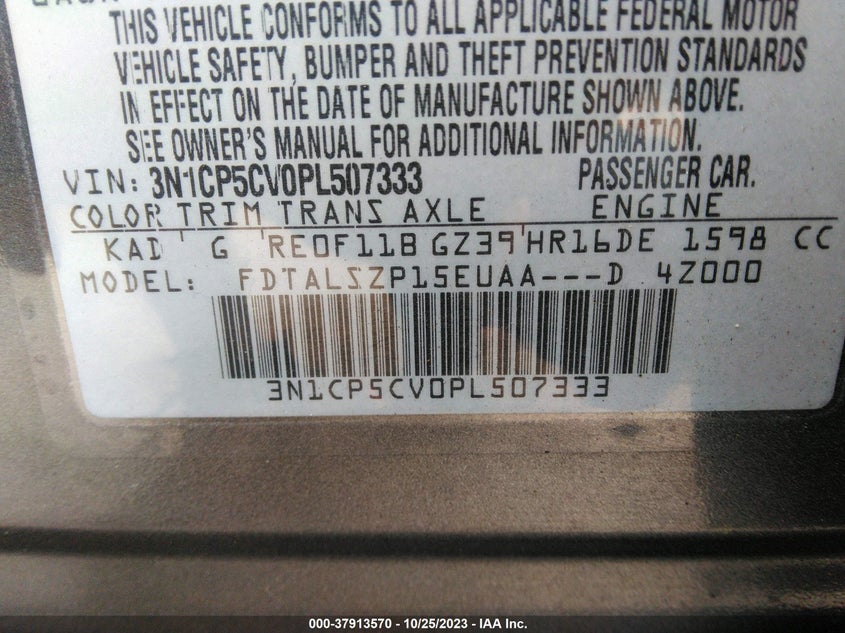 THIS VEHICLE CONFORMS TO ALL APPLICABLE FEDERAL MOTOR
VEHICLE SAFETY, BUMPER AND THEFT PREVENTION STANDARDS
IN EFFECT ON THE DATE OF MANUFACTURE SHOWN ABOVE.
SEE OWNER'S MANUAL FOR ADDITIONAL INFORMATION.
VIN: 3N1CP5CV0PL507333 PASSENGER CAR.
COLOR TRIM TRANS AXLE ENGINE
KAD G RE0F11B GZ39 HR16DE 1598 CC
MODEL: FDTALSZP15EUAA---D 4Z000
3N1CP5CV0PL507333
000-37913570 - 10/25/2023 - IAA Inc.